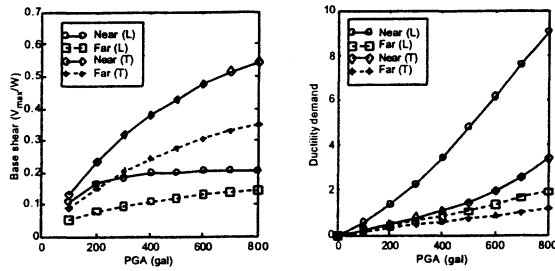 0.7
0.6
0.5
0.4
0.3
0.2
0.1
0
Base shear (Vmax/W)
Near (L)
Far (L)
Near (T)
Far (T)
0 200 400 600 800
PGA (gal)
10
8
6
4
2
0
Ductility demand
Near (L)
Far (L)
Near (T)
Far (T)
0 200 400 600 800
PGA (gal)